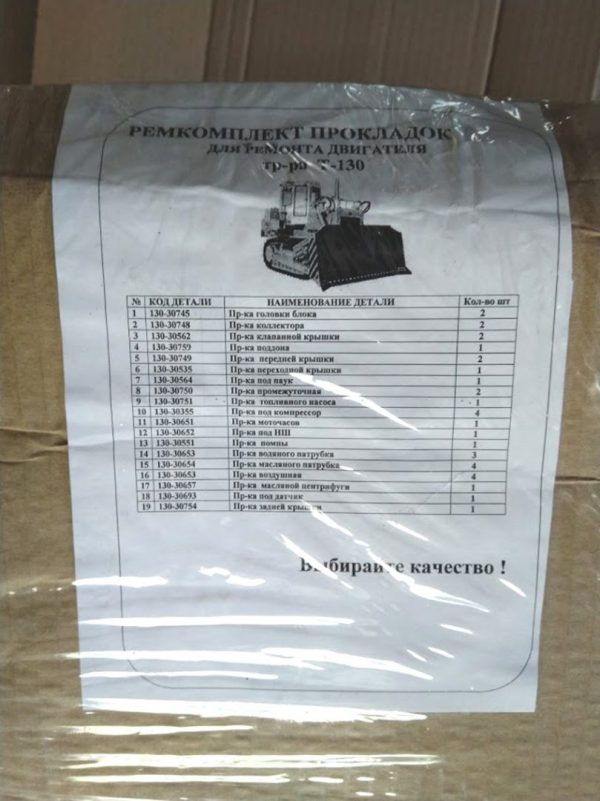 РЕМКОМПЛЕКТ ПРОКЛАДОК
ДЛЯ РЕМОНТА ДВИГАТЕЛЯ
тр-ра Т-130
№ КОД ДЕТАЛИ НАИМЕНОВАНИЕ ДЕТАЛИ Кол-во шт
1 130-30745 Пр-ка головки блока 2
2 130-30748 Пр-ка коллектора 2
3 130-30562 Пр-ка клапанной крышки 2
4 130-30759 Пр-ка поддона 1
5 130-30749 Пр-ка передней крышки 2
6 130-30535 Пр-ка переходной крышки 1
7 130-30564 Пр-ка под паук 1
8 130-30750 Пр-ка промежуточная 2
9 130-30751 Пр-ка топливного насоса 1
10 130-30355 Пр-ка под компрессор 4
11 130-30651 Пр-ка моточасов 1
12 130-30652 Пр-ка под НШ 1
13 130-30551 Пр-ка помпы 1
14 130-30653 Пр-ка водяного патрубка 3
15 130-30654 Пр-ка масляного патрубка 4
16 130-30653 Пр-ка воздушная 4
17 130-30657 Пр-ка масляной центрифуги 1
18 130-30693 Пр-ка под датчик 1
19 130-30754 Пр-ка задней крышки 1
Выбирайте качество !